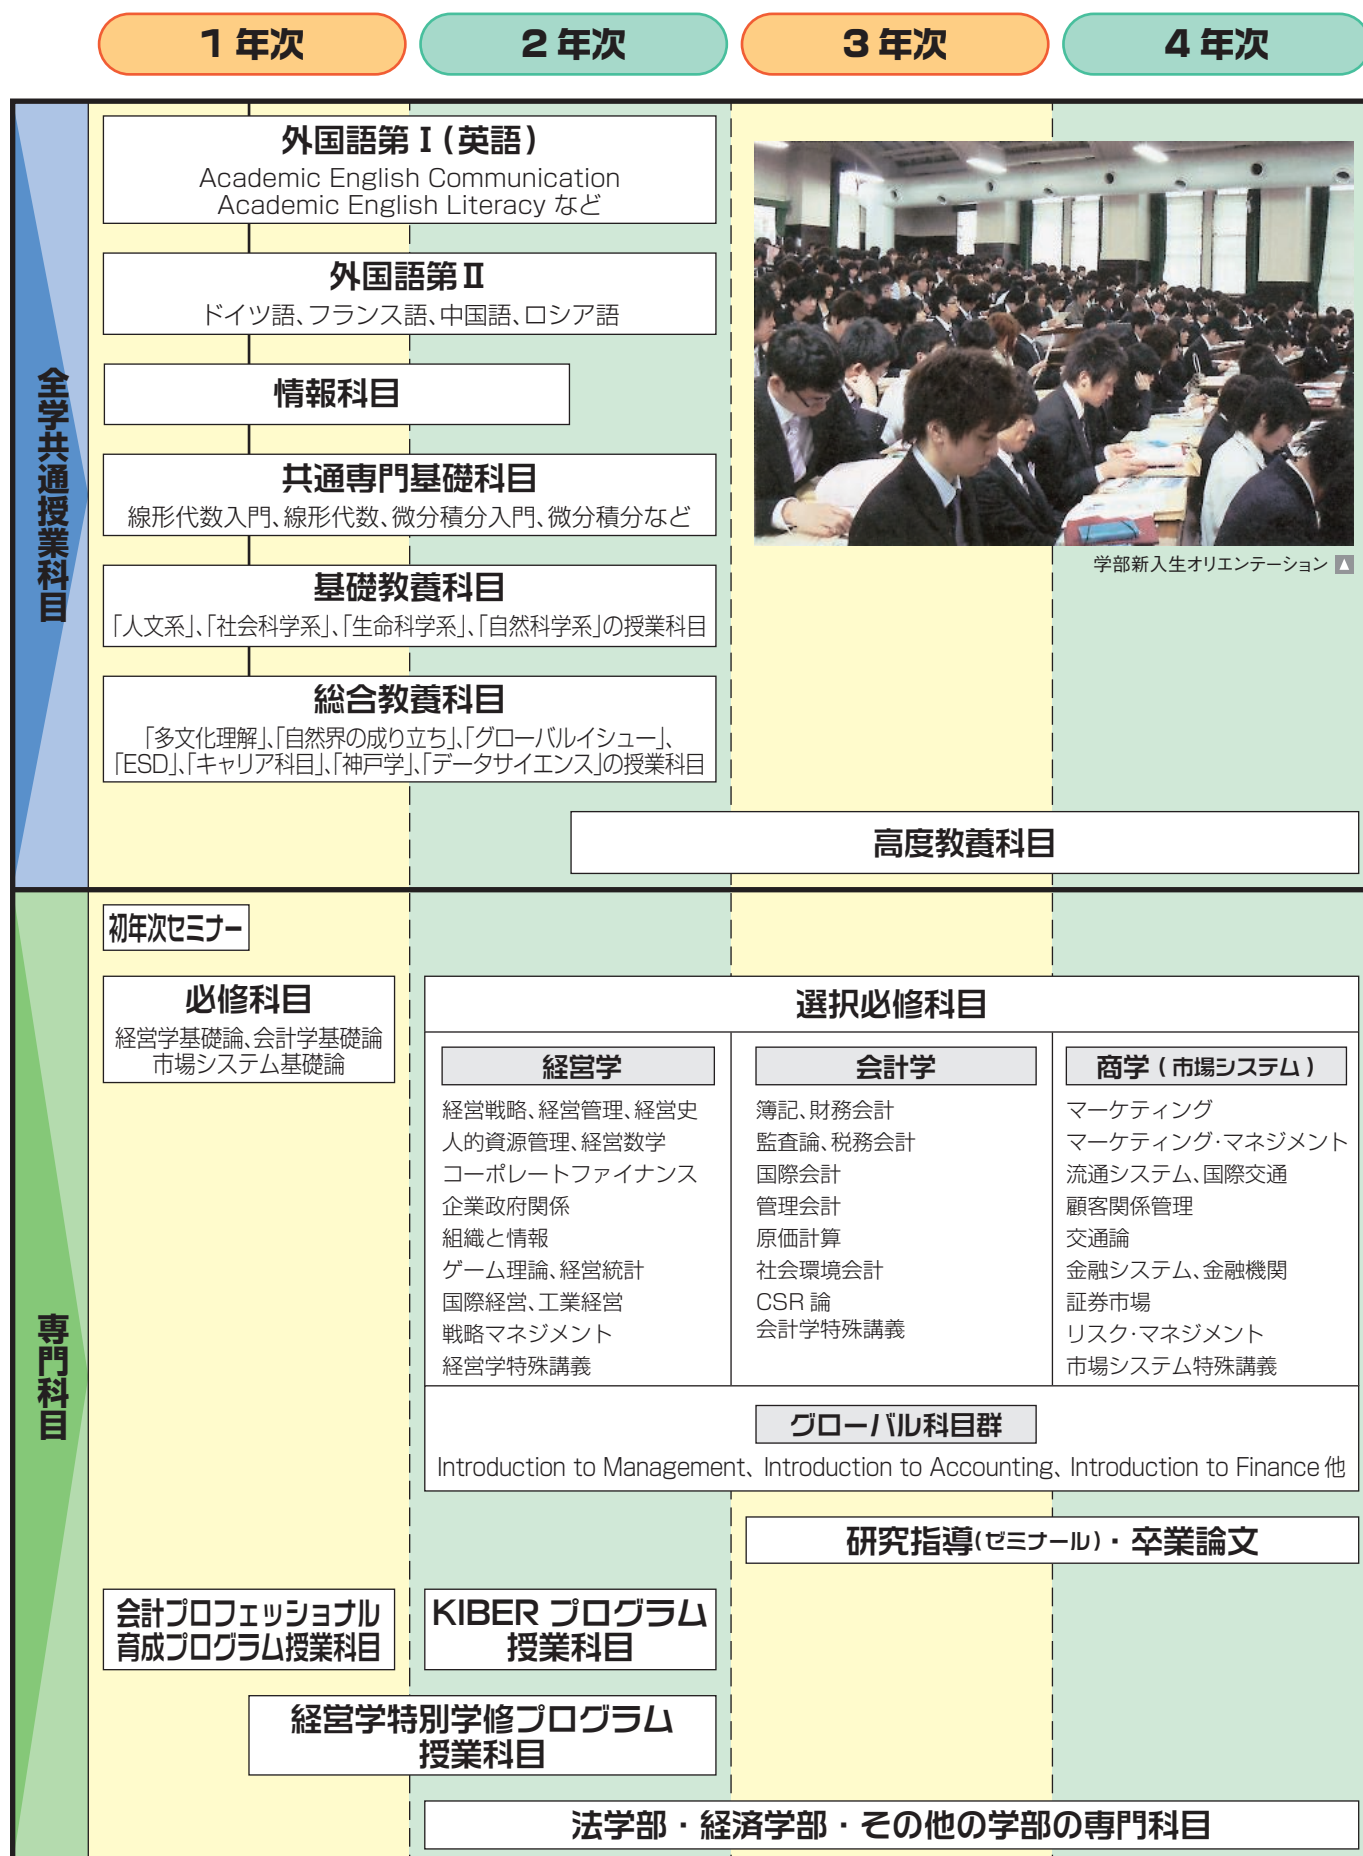 1年次
2年次
3年次
4年次
全学共通授業科目
外国語第Ⅰ(英語)
Academic English Communication
Academic English Literacy など
外国語第Ⅱ
ドイツ語、フランス語、中国語、ロシア語
情報科目
共通専門基礎科目
線形代数入門、線形代数、微分積分入門、微分積分など
基礎教養科目
「人文系」、「社会科学系」、「生命科学系」、「自然科学系」の授業科目
総合教養科目
「多文化理解」、「自然界の成り立ち」、「グローバルイシュー」、
「ESD」、「キャリア科目」、「神戸学」、「データサイエンス」の授業科目
学部新入生オリエンテーション ▲
高度教養科目
専門科目
初年次セミナー
必修科目
経営学基礎論、会計学基礎論
市場システム基礎論
選択必修科目
経営学
経営戦略、経営管理、経営史
人的資源管理、経営数学
コーポレートファイナンス
企業政府関係
組織と情報
ゲーム理論、経営統計
国際経営、工業経営
戦略マネジメント
経営学特殊講義
会計学
簿記、財務会計
監査論、税務会計
国際会計
管理会計
原価計算
社会環境会計
CSR 論
会計学特殊講義
商学(市場システム)
マーケティング
マーケティング・マネジメント
流通システム、国際交通
顧客関係管理
交通論
金融システム、金融機関
証券市場
リスク・マネジメント
市場システム特殊講義
グローバル科目群
Introduction to Management、Introduction to Accounting、Introduction to Finance 他
研究指導(ゼミナール)・卒業論文
会計プロフェッショナル
育成プログラム授業科目
KIBER プログラム
授業科目
経営学特別学修プログラム
授業科目
法学部・経済学部・その他の学部の専門科目